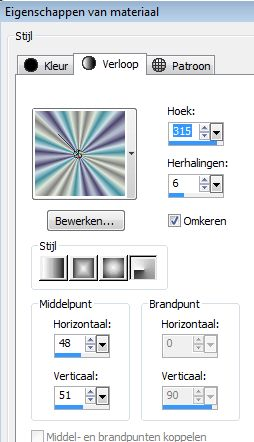 Eigenschappen van materiaal
Stijl
Kleur Verloop Patroon
Hoek:
315
Herhalingen:
6
Bewerken...
Omkeren
Stijl
Middelpunt Brandpunt
Horizontaal: Horizontaal:
48 0
Verticaal: Verticaal:
51 90
Middel- en brandpunten koppelen